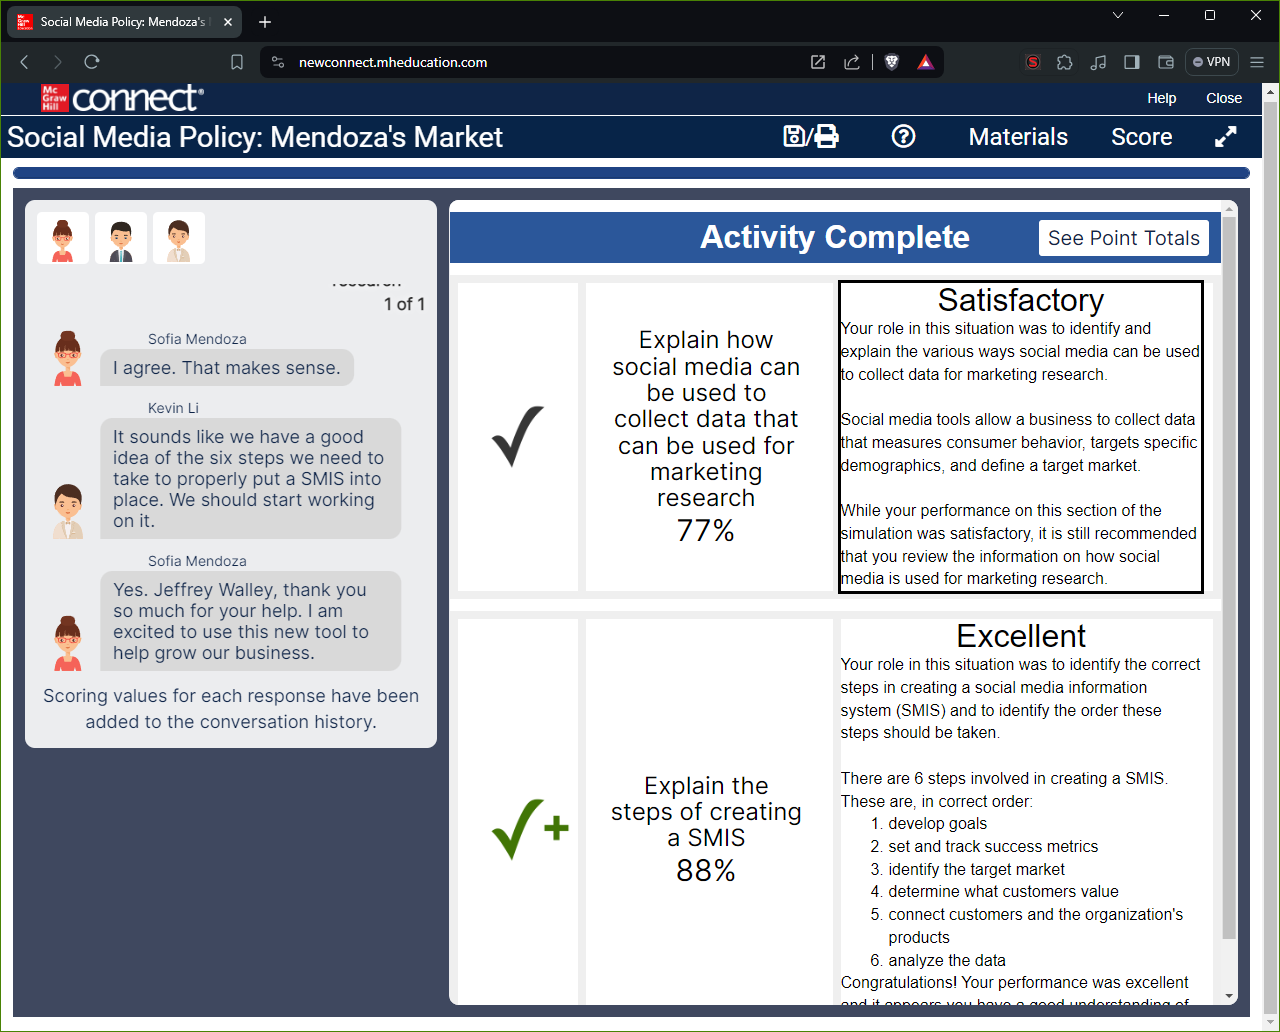 Social Media Policy: Mendoza's
newconnect.mheducation.com
VPN
Mc
Graw
Hill
connect
Help
Close
Social Media Policy: Mendoza's Market
Materials
Score
research
1 of 1
Sofia Mendoza
I agree. That makes sense.
Kevin Li
It sounds like we have a good
idea of the six steps we need to
take to properly put a SMIS into
place. We should start working
on it.
Sofia Mendoza
Yes. Jeffrey Walley, thank you
so much for your help. I am
excited to use this new tool to
help grow our business.
Scoring values for each response have been
added to the conversation history.
Activity Complete
See Point Totals
Explain how
social media can
be used to
collect data that
can be used for
marketing
research
77%
Satisfactory
Your role in this situation was to identify and
explain the various ways social media can be used
to collect data for marketing research.
Social media tools allow a business to collect data
that measures consumer behavior, targets specific
demographics, and define a target market.
While your performance on this section of the
simulation was satisfactory, it is still recommended
that you review the information on how social
media is used for marketing research.
Explain the
steps of creating
a SMIS
88%
Excellent
Your role in this situation was to identify the correct
steps in creating a social media information
system (SMIS) and to identify the order these
steps should be taken.
There are 6 steps involved in creating a SMIS.
These are, in correct order:
1. develop goals
2. set and track success metrics
3. identify the target market
4. determine what customers value
5. connect customers and the organization's
products
6. analyze the data
Congratulations! Your performance was excellent
and it appears you have a good understanding of